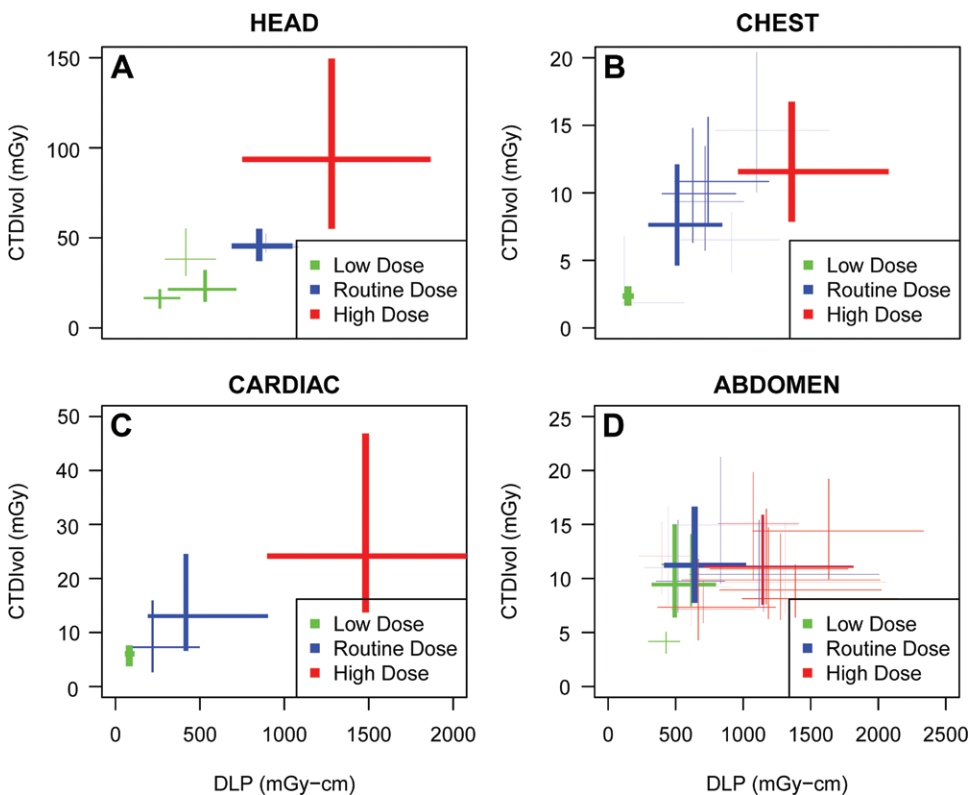 HEAD
A
CTDIvol (mGy)
150
100
50
0
Low Dose
Routine Dose
High Dose
CHEST
B
CTDIvol (mGy)
20
15
10
5
0
Low Dose
Routine Dose
High Dose
CARDIAC
C
CTDIvol (mGy)
50
40
30
20
10
0
Low Dose
Routine Dose
High Dose
0 500 1000 1500 2000
DLP (mGy−cm)
ABDOMEN
D
CTDIvol (mGy)
25
20
15
10
5
0
Low Dose
Routine Dose
High Dose
0 500 1000 1500 2000 2500
DLP (mGy−cm)